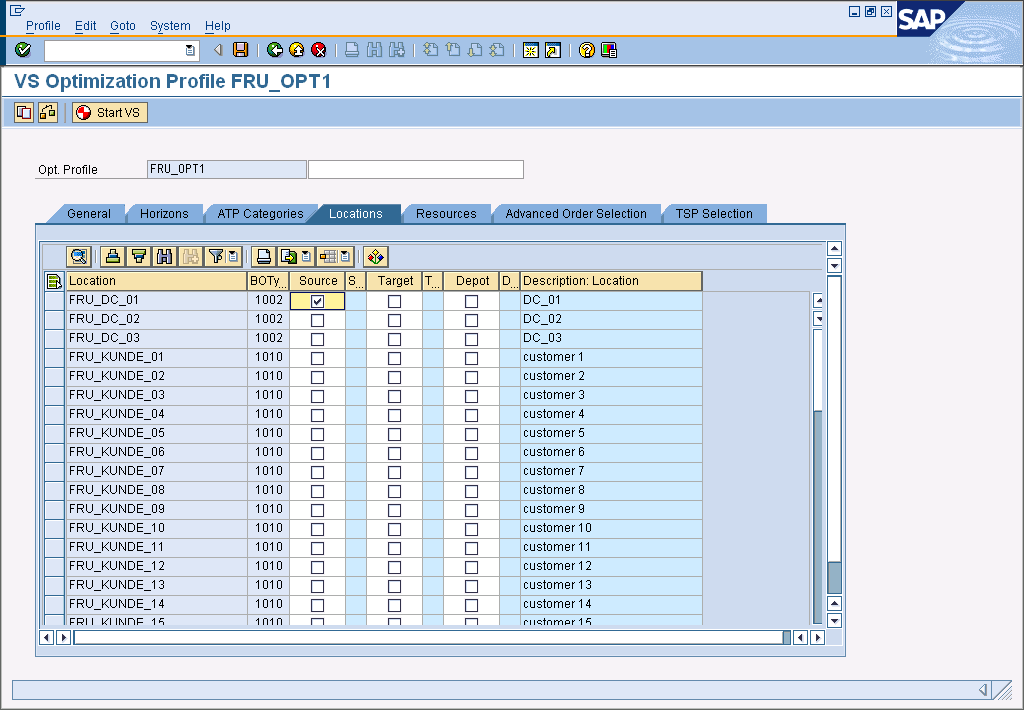 Profile Edit Goto System Help
SAP
VS Optimization Profile FRU_OPT1
Start VS
Opt. Profile FRU_OPT1
General Horizons ATP Categories Locations Resources Advanced Order Selection TSP Selection
Location BOTy... Source S... Target T... Depot D... Description: Location
FRU_DC_01 1002 DC_01
FRU_DC_02 1002 DC_02
FRU_DC_03 1002 DC_03
FRU_KUNDE_01 1010 customer 1
FRU_KUNDE_02 1010 customer 2
FRU_KUNDE_03 1010 customer 3
FRU_KUNDE_04 1010 customer 4
FRU_KUNDE_05 1010 customer 5
FRU_KUNDE_06 1010 customer 6
FRU_KUNDE_07 1010 customer 7
FRU_KUNDE_08 1010 customer 8
FRU_KUNDE_09 1010 customer 9
FRU_KUNDE_10 1010 customer 10
FRU_KUNDE_11 1010 customer 11
FRU_KUNDE_12 1010 customer 12
FRU_KUNDE_13 1010 customer 13
FRU_KUNDE_14 1010 customer 14
FRU_KUNDE_15 1010 customer 15